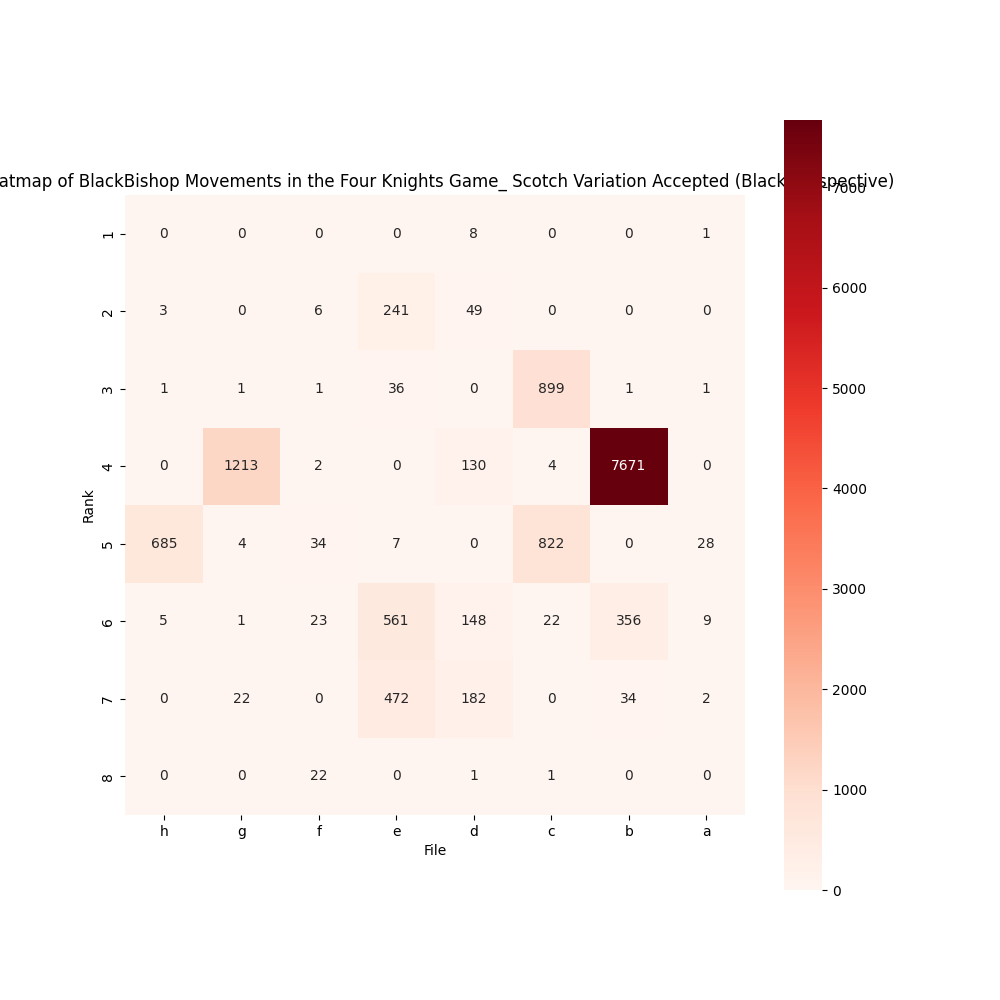 atmap of BlackBishop Movements in the Four Knights Game_ Scotch Variation Accepted (Black spective)
7000
1 0 0 0 0 8 0 0 1
6000
2 3 0 6 241 49 0 0 0
5000
3 1 1 1 36 0 899 1 1
4 0 1213 2 0 130 4 7671 0
4000
Rank
5 685 4 34 7 0 822 0 28
3000
6 5 1 23 561 148 22 356 9
2000
7 0 22 0 472 182 0 34 2
8 0 0 22 0 1 1 0 0
1000
h g f e d c b a
File
0